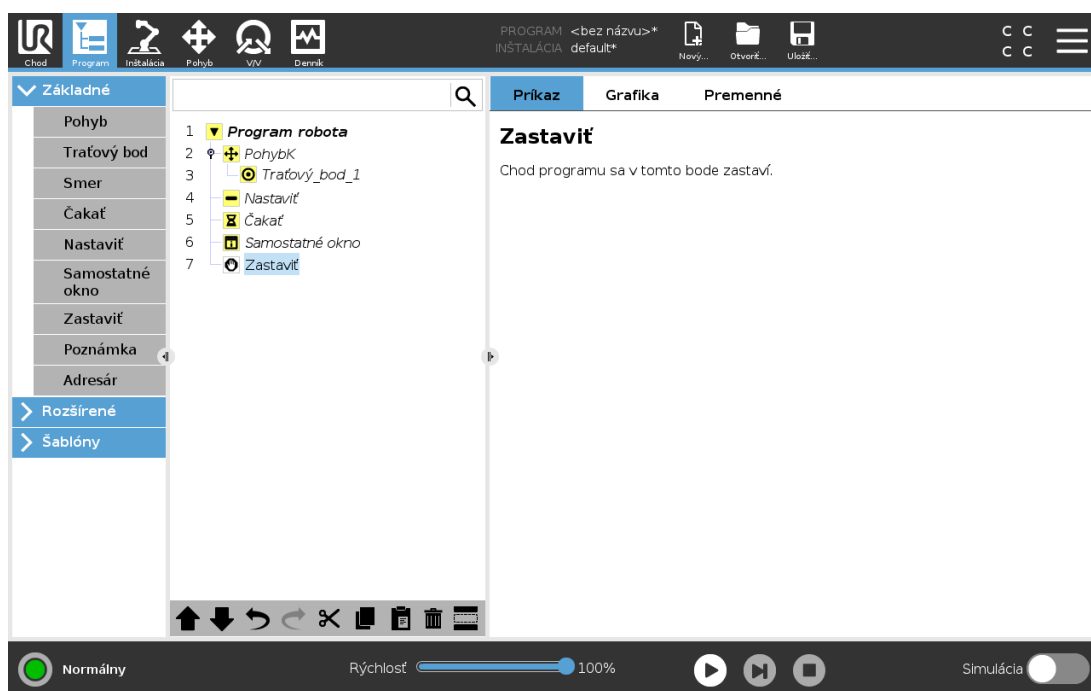 UR
Chod
Program
Inštalácia
Pohyb
V/V
Denník
PROGRAM <bez názvu>*
INŠTALÁCIA default*
Nový...
Otvoriť...
Uložiť...
C C
C C
Základné
Pohyb
Traťový bod
Smer
Čakať
Nastaviť
Samostatné
okno
Zastaviť
Poznámka
Adresár
Rozšírené
Šablóny
1 Program robota
2 PohybK
3 Traťový_bod_1
4 Nastaviť
5 Čakať
6 Samostatné okno
7 Zastaviť
Príkaz Grafika Premenné
Zastaviť
Chod programu sa v tomto bode zastaví.
Normálny
Rýchlosť 100%
Simulácia